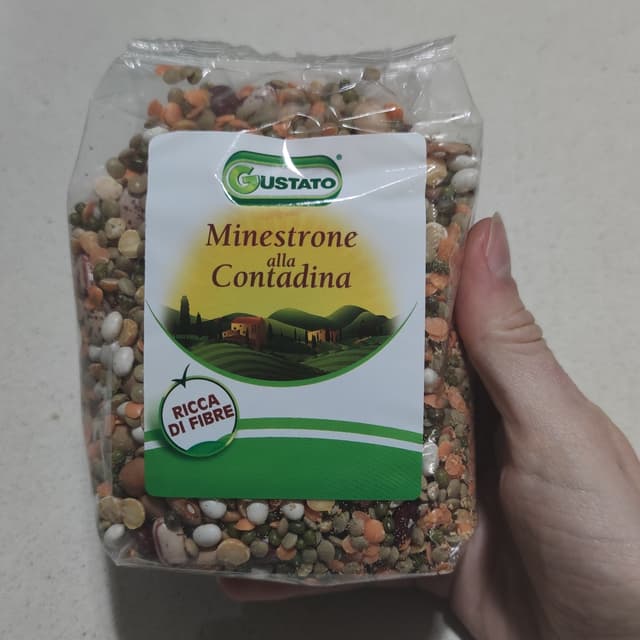 GUSTATO®
Minestrone
alla
Contadina
RICCA
DI FIBRE